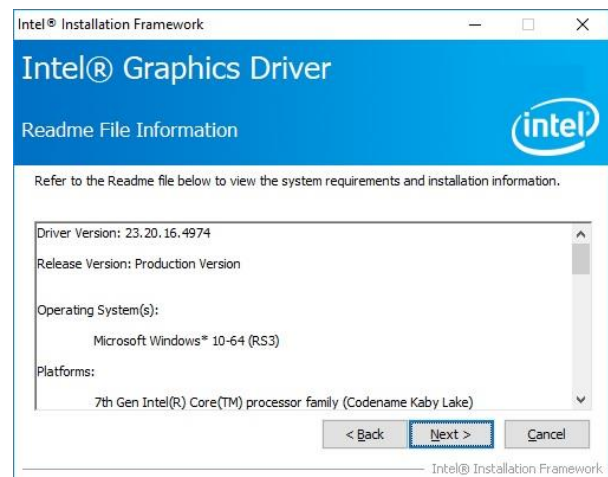 Intel® Installation Framework
Intel® Graphics Driver
Readme File Information
intel
Refer to the Readme file below to view the system requirements and installation information.
Driver Version: 23.20.16.4974
Release Version: Production Version
Operating System(s):
Microsoft Windows* 10-64 (RS3)
Platforms:
7th Gen Intel(R) Core(TM) processor family (Codename Kaby Lake)
< Back
Next >
Cancel
Intel® Installation Framework